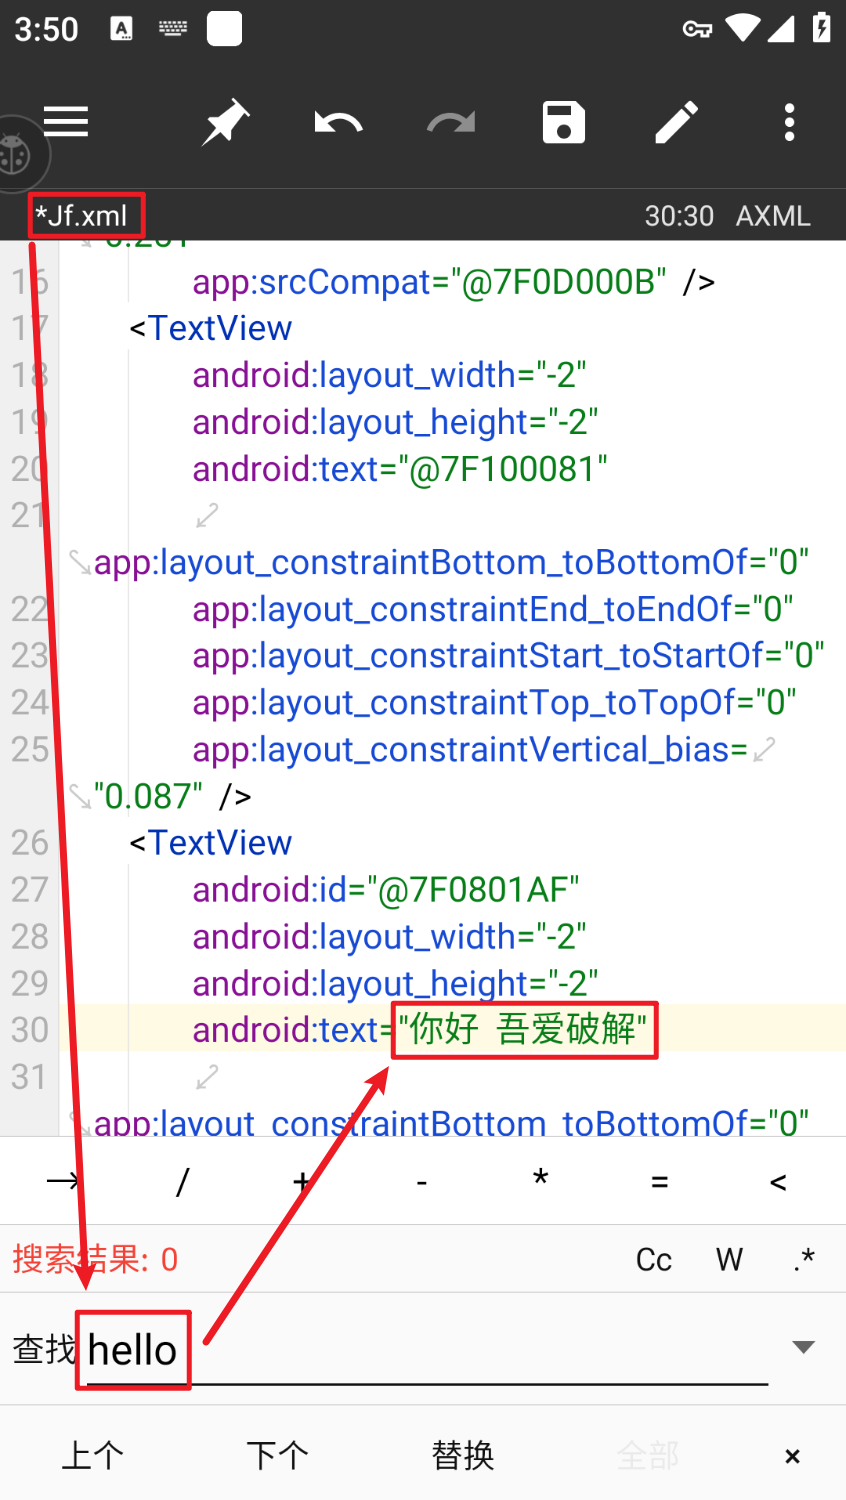 3:50
*Jf.xml 30:30 AXML
16 app:srcCompat="@7F0D000B" />
17 <TextView
18 android:layout_width="-2"
19 android:layout_height="-2"
20 android:text="@7F100081"
21
app:layout_constraintBottom_toBottomOf="0"
22 app:layout_constraintEnd_toEndOf="0"
23 app:layout_constraintStart_toStartOf="0"
24 app:layout_constraintTop_toTopOf="0"
25 app:layout_constraintVertical_bias=
"0.087" />
26 <TextView
27 android:id="@7F0801AF"
28 android:layout_width="-2"
29 android:layout_height="-2"
30 android:text="你好 吾爱破解"
31
app:layout_constraintBottom_toBottomOf="0"
→ / + - * = <
搜索结果: 0 Cc W .*
查找 hello
上个 下个 替换 全部 ×